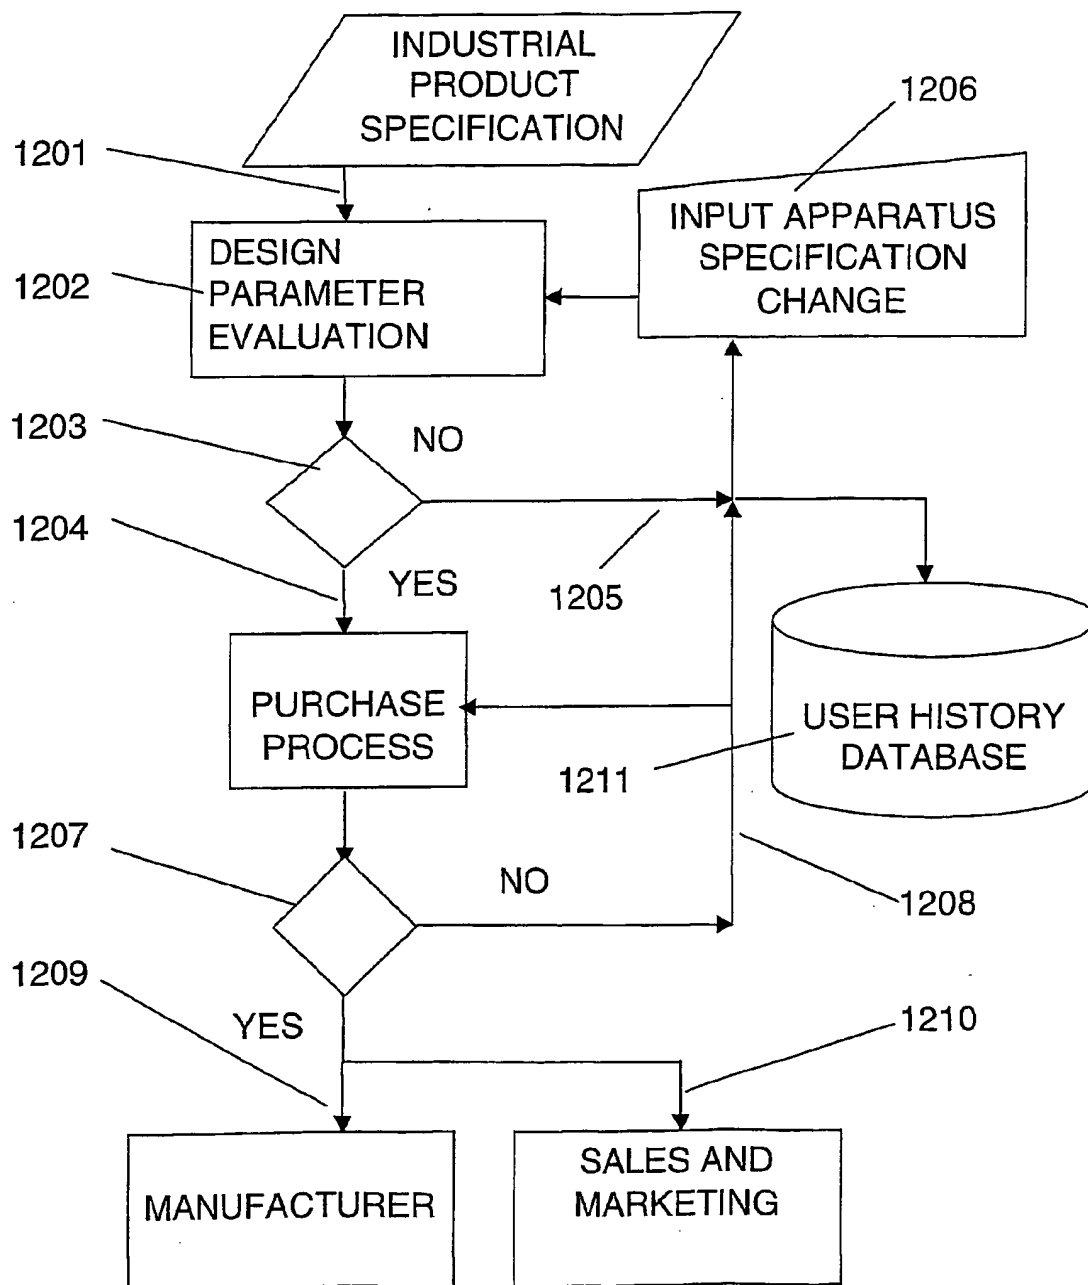 INDUSTRIAL
PRODUCT
SPECIFICATION
1206
1201
INPUT APPARATUS
SPECIFICATION
CHANGE
DESIGN
PARAMETER
EVALUATION
1202
1203
NO
1204
YES
1205
PURCHASE
PROCESS
USER HISTORY
DATABASE
1211
1207
NO
1208
1209
YES
1210
MANUFACTURER
SALES AND
MARKETING